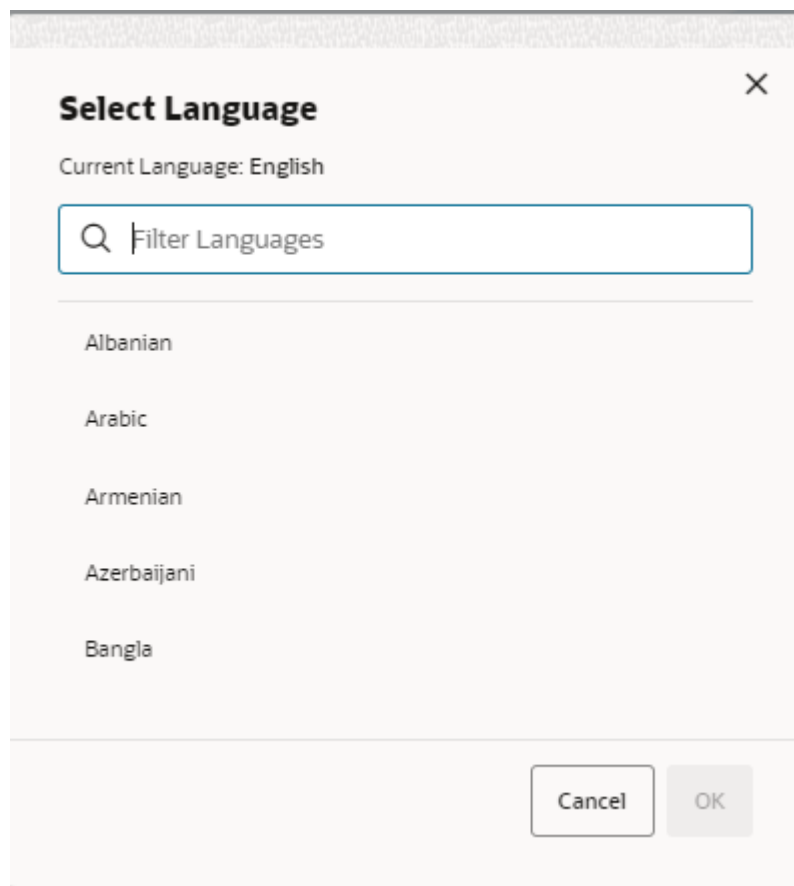 Select Language
Current Language: English
Filter Languages
Albanian
Arabic
Armenian
Azerbaijani
Bangla
Cancel OK